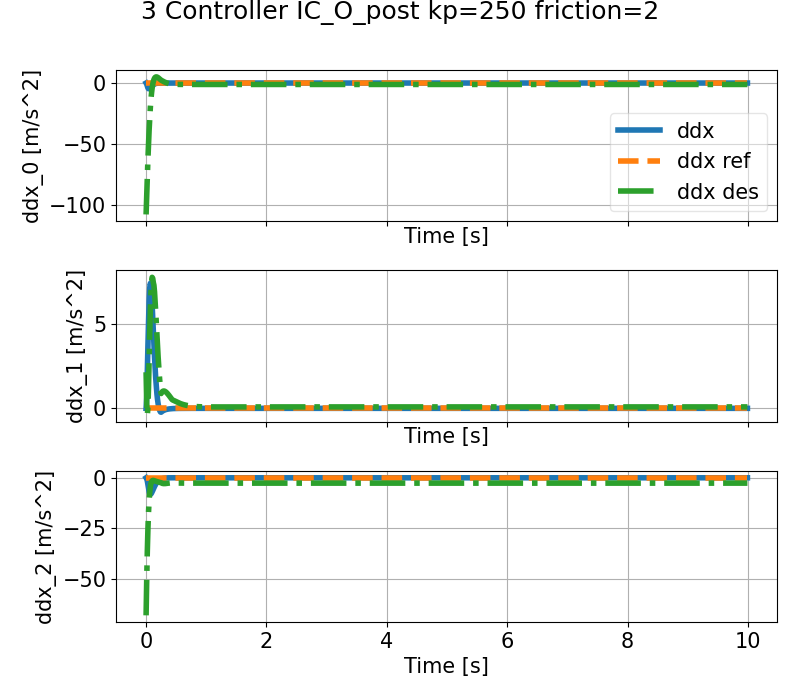 3 Controller IC_O_post kp=250 friction=2
ddx_0 [m/s^2]
0
−50
−100
ddx
ddx ref
ddx des
Time [s]
ddx_1 [m/s^2]
5
0
Time [s]
ddx_2 [m/s^2]
0
−25
−50
0 2 4 6 8 10
Time [s]